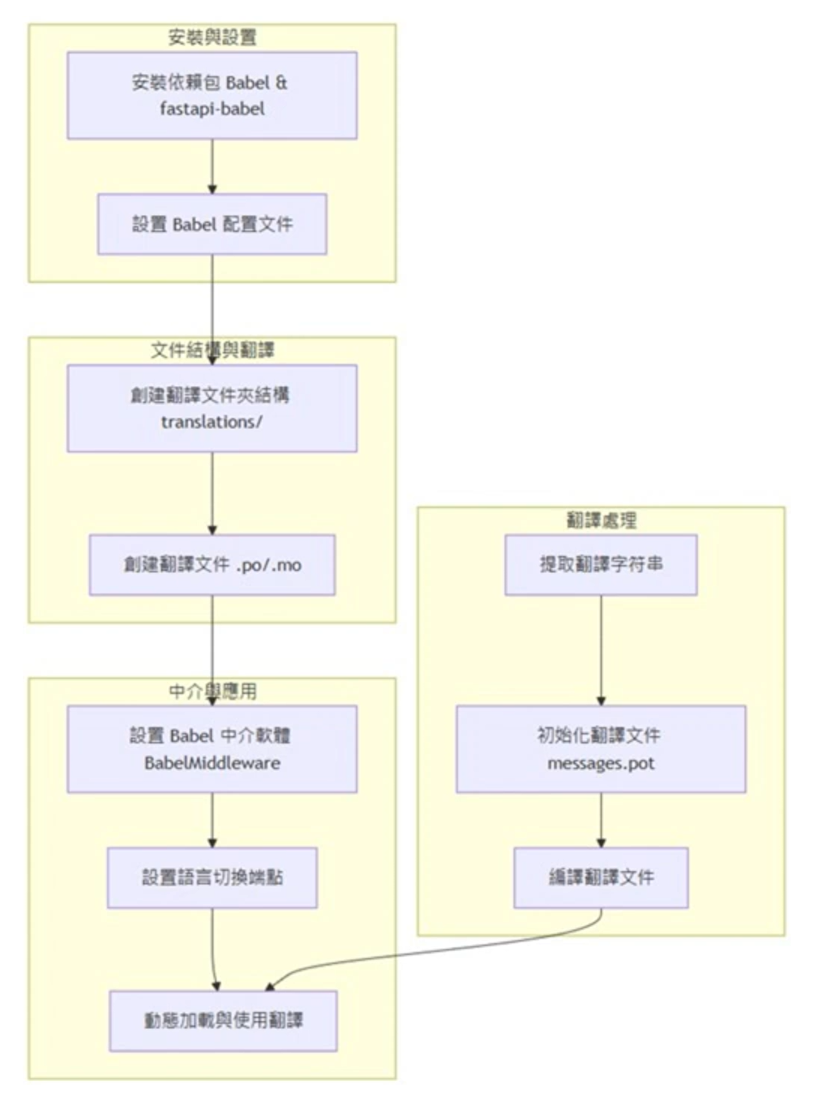 安裝與設置
安裝依賴包 Babel &
fastapi-babel
設置 Babel 配置文件
文件結構與翻譯
創建翻譯文件夾結構
translations/
創建翻譯文件 .po/.mo
中介與應用
設置 Babel 中介軟體
BabelMiddleware
設置語言切換端點
動態加載與使用翻譯
翻譯處理
提取翻譯字符串
初始化翻譯文件
messages.pot
編譯翻譯文件